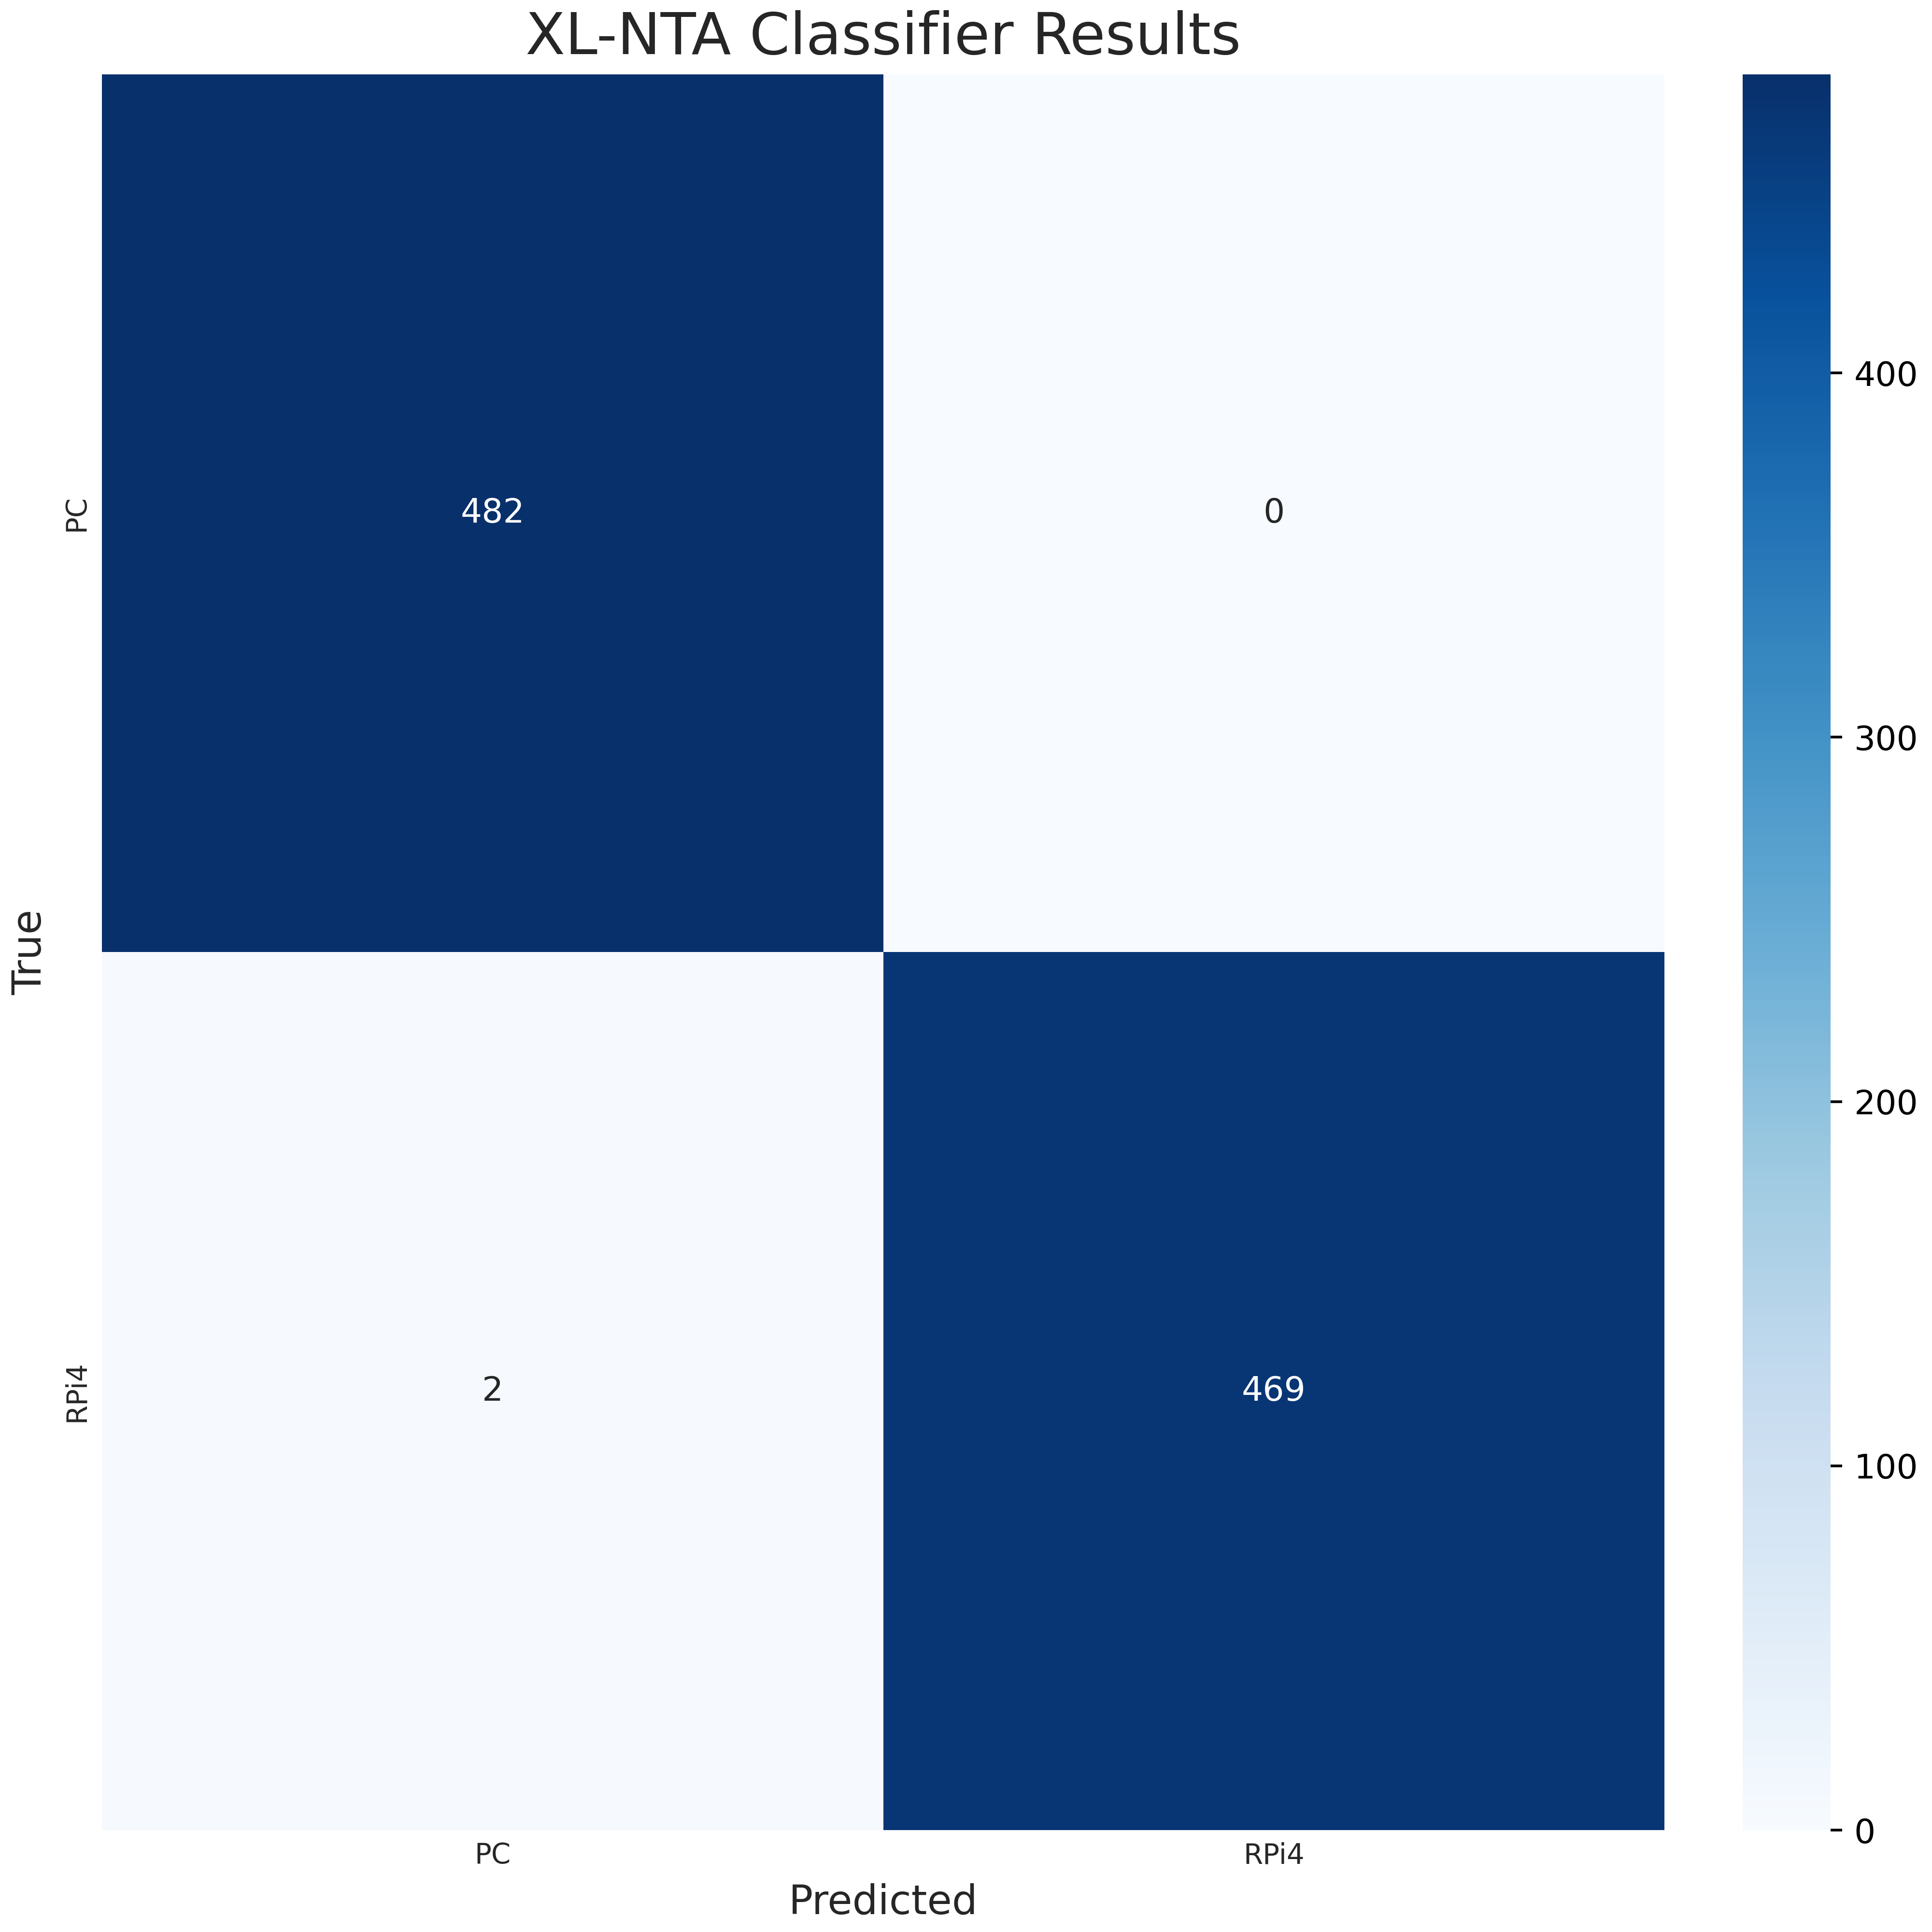 XL-NTA Classifier Results
True
PC
482
0
RPi4
2
469
PC
RPi4
Predicted
400
300
200
100
0